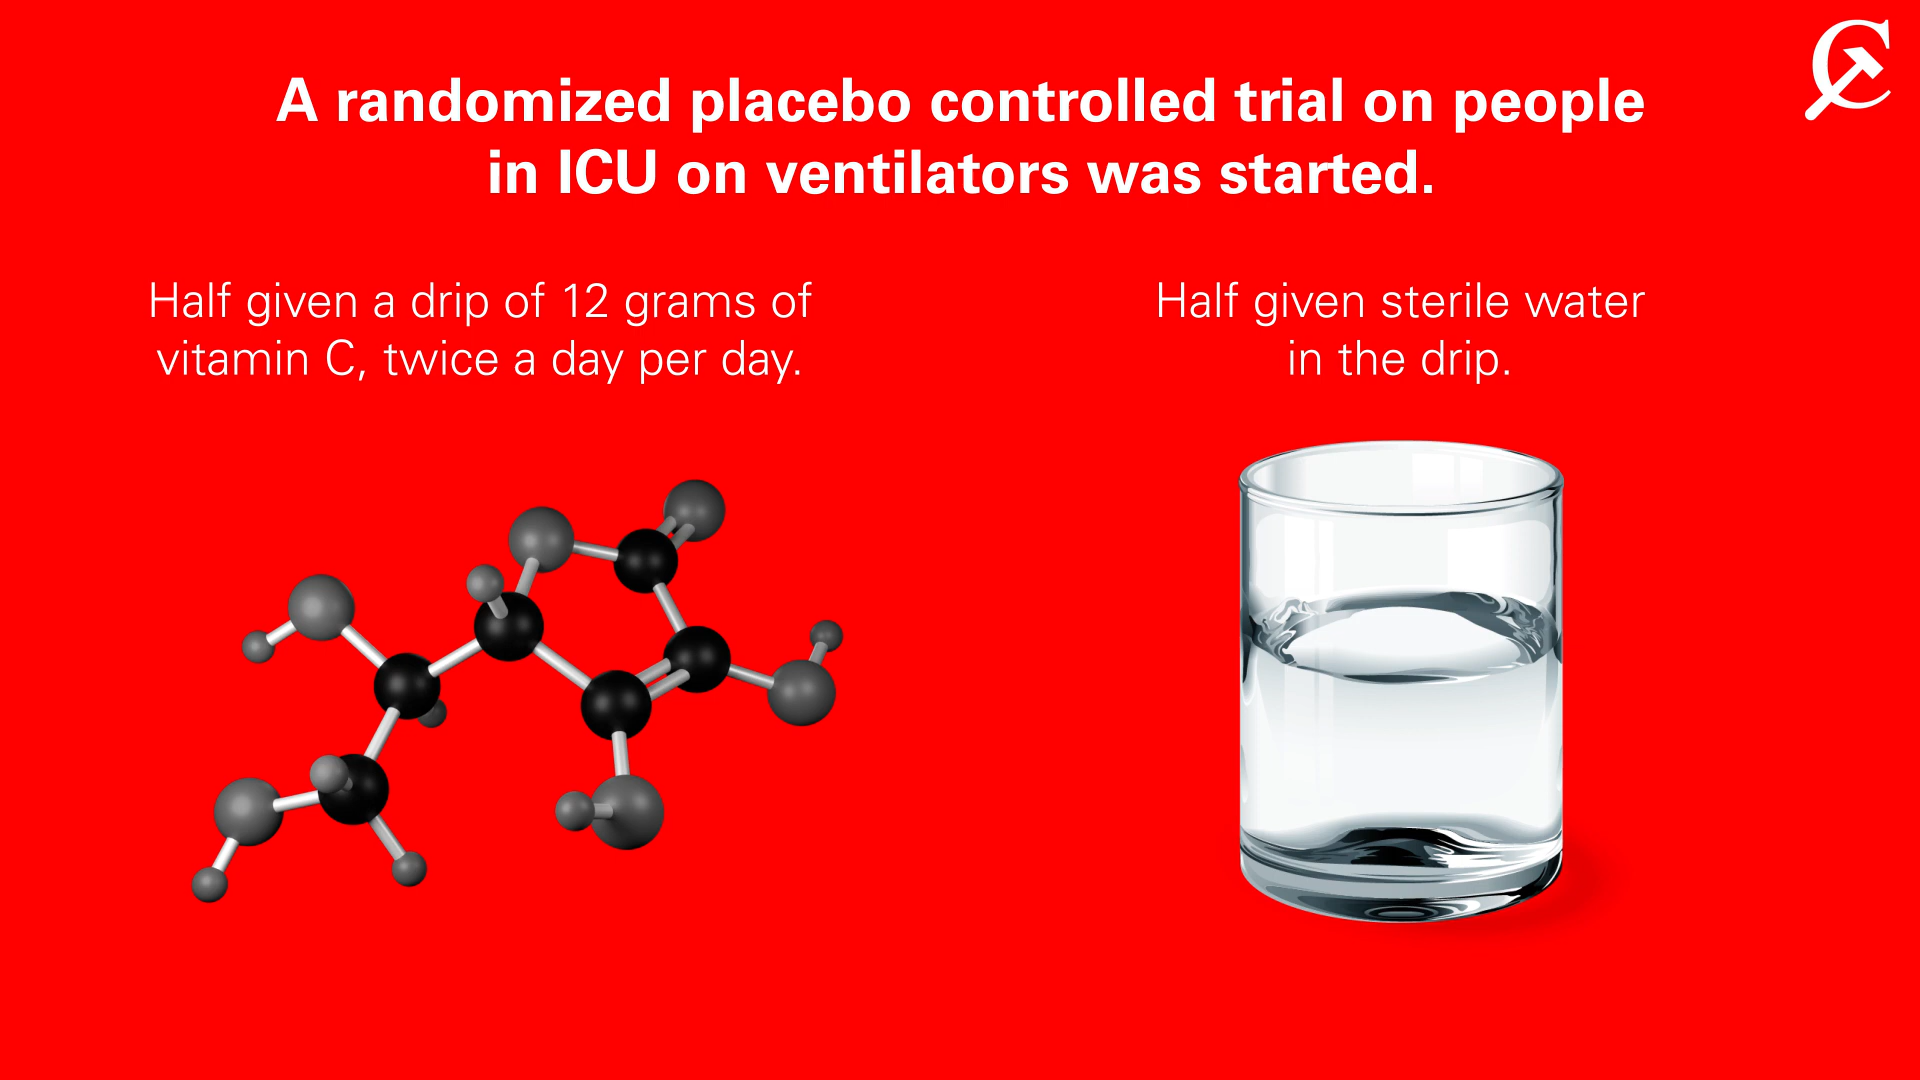 A randomized placebo controlled trial on people
in ICU on ventilators was started.
Half given a drip of 12 grams of
vitamin C, twice a day per day.
Half given sterile water
in the drip.